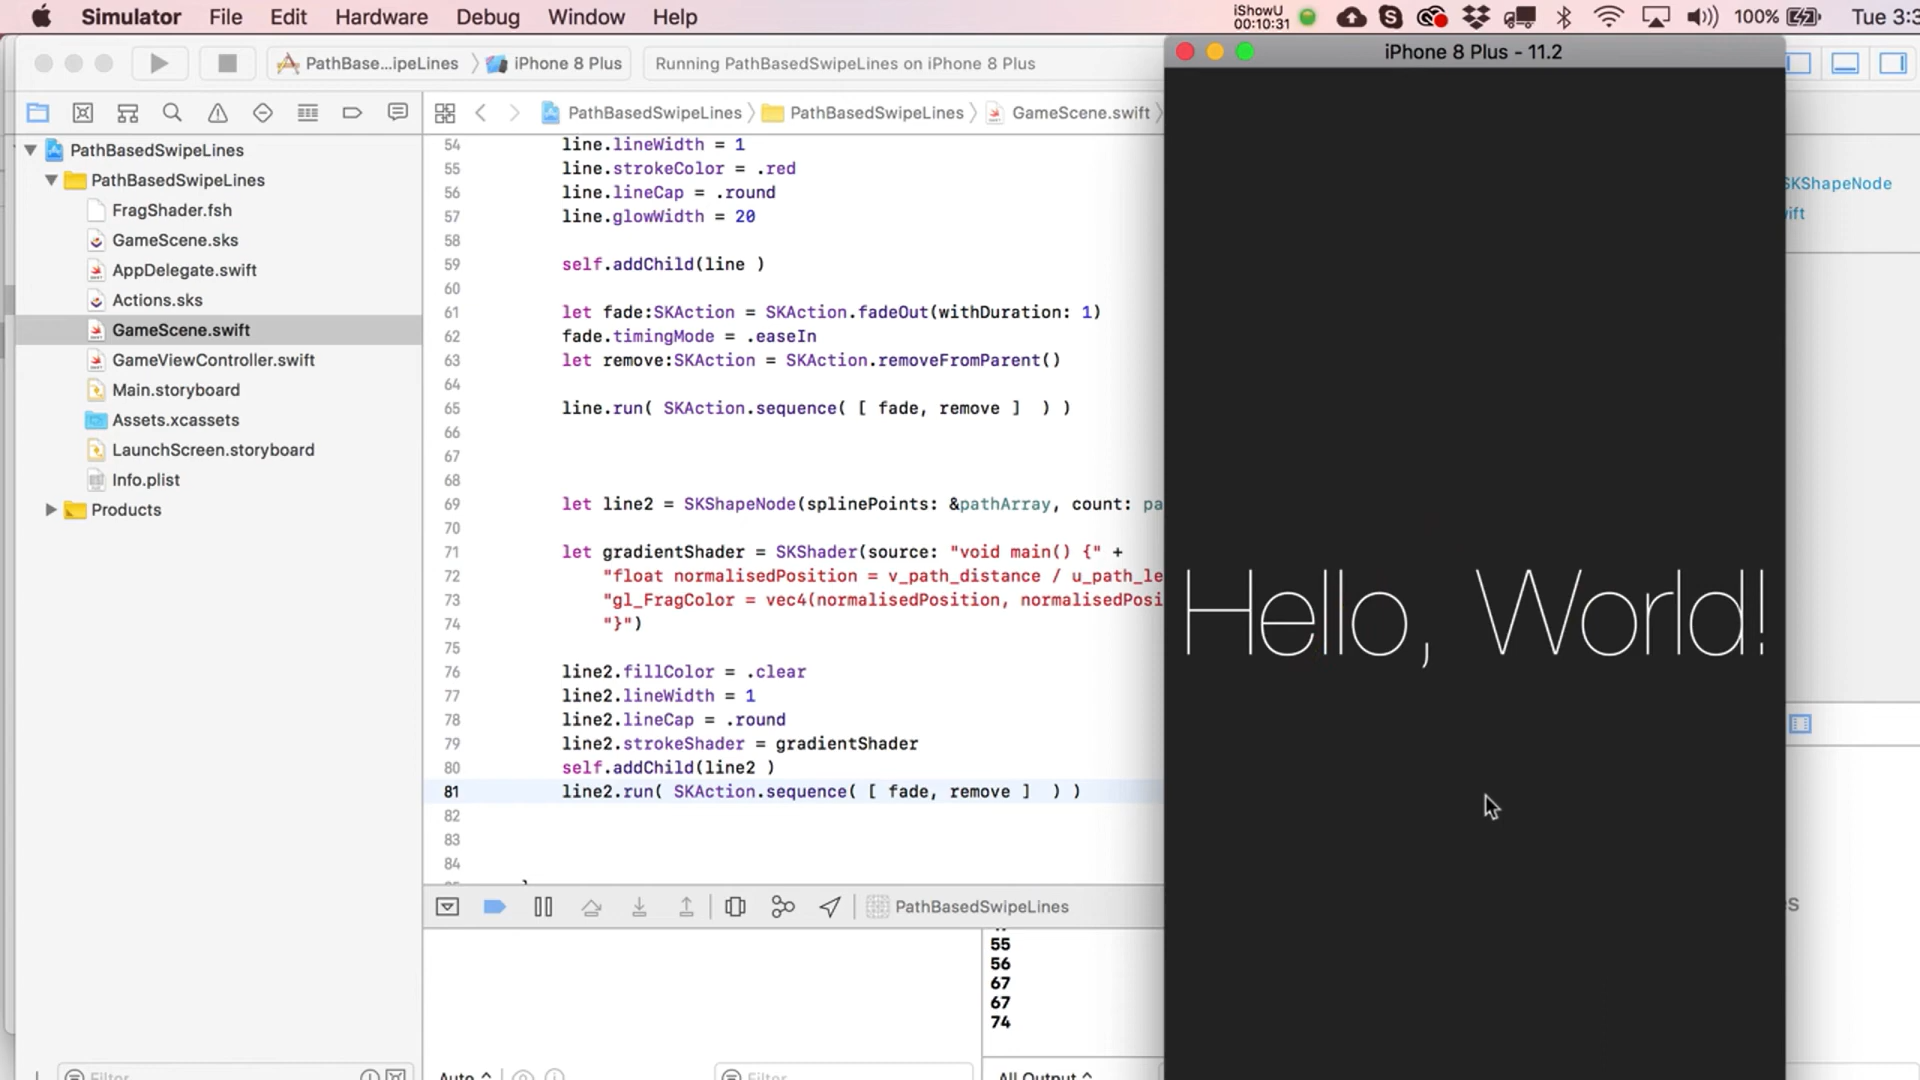 Simulator File Edit Hardware Debug Window Help iShowU 00:10:31 100% Tue 3:3
PathBase...ipeLines iPhone 8 Plus Running PathBasedSwipeLines on iPhone 8 Plus
iPhone 8 Plus - 11.2
PathBasedSwipeLines PathBasedSwipeLines GameScene.swift
PathBasedSwipeLines
PathBasedSwipeLines
FragShader.fsh
GameScene.sks
AppDelegate.swift
Actions.sks
GameScene.swift
GameViewController.swift
Main.storyboard
Assets.xcassets
LaunchScreen.storyboard
Info.plist
Products
54 line.lineWidth = 1
55 line.strokeColor = .red
56 line.lineCap = .round
57 line.glowWidth = 20
58
59 self.addChild(line )
60
61 let fade:SKAction = SKAction.fadeOut(withDuration: 1)
62 fade.timingMode = .easeIn
63 let remove:SKAction = SKAction.removeFromParent()
64
65 line.run( SKAction.sequence( [ fade, remove ]  ) )
66
67
68
69 let line2 = SKShapeNode(splinePoints: &pathArray, count: pa
70
71 let gradientShader = SKShader(source: "void main() {" +
72 "float normalisedPosition = v_path_distance / u_path_le
73 "gl_FragColor = vec4(normalisedPosition, normalisedPosi
74 "}")
75
76 line2.fillColor = .clear
77 line2.lineWidth = 1
78 line2.lineCap = .round
79 line2.strokeShader = gradientShader
80 self.addChild(line2 )
81 line2.run( SKAction.sequence( [ fade, remove ]  ) )
82
83
84
Hello, World!
SKShapeNode
ift
s
PathBasedSwipeLines
55
56
67
67
74
Filter
Auto
Filter
All Output